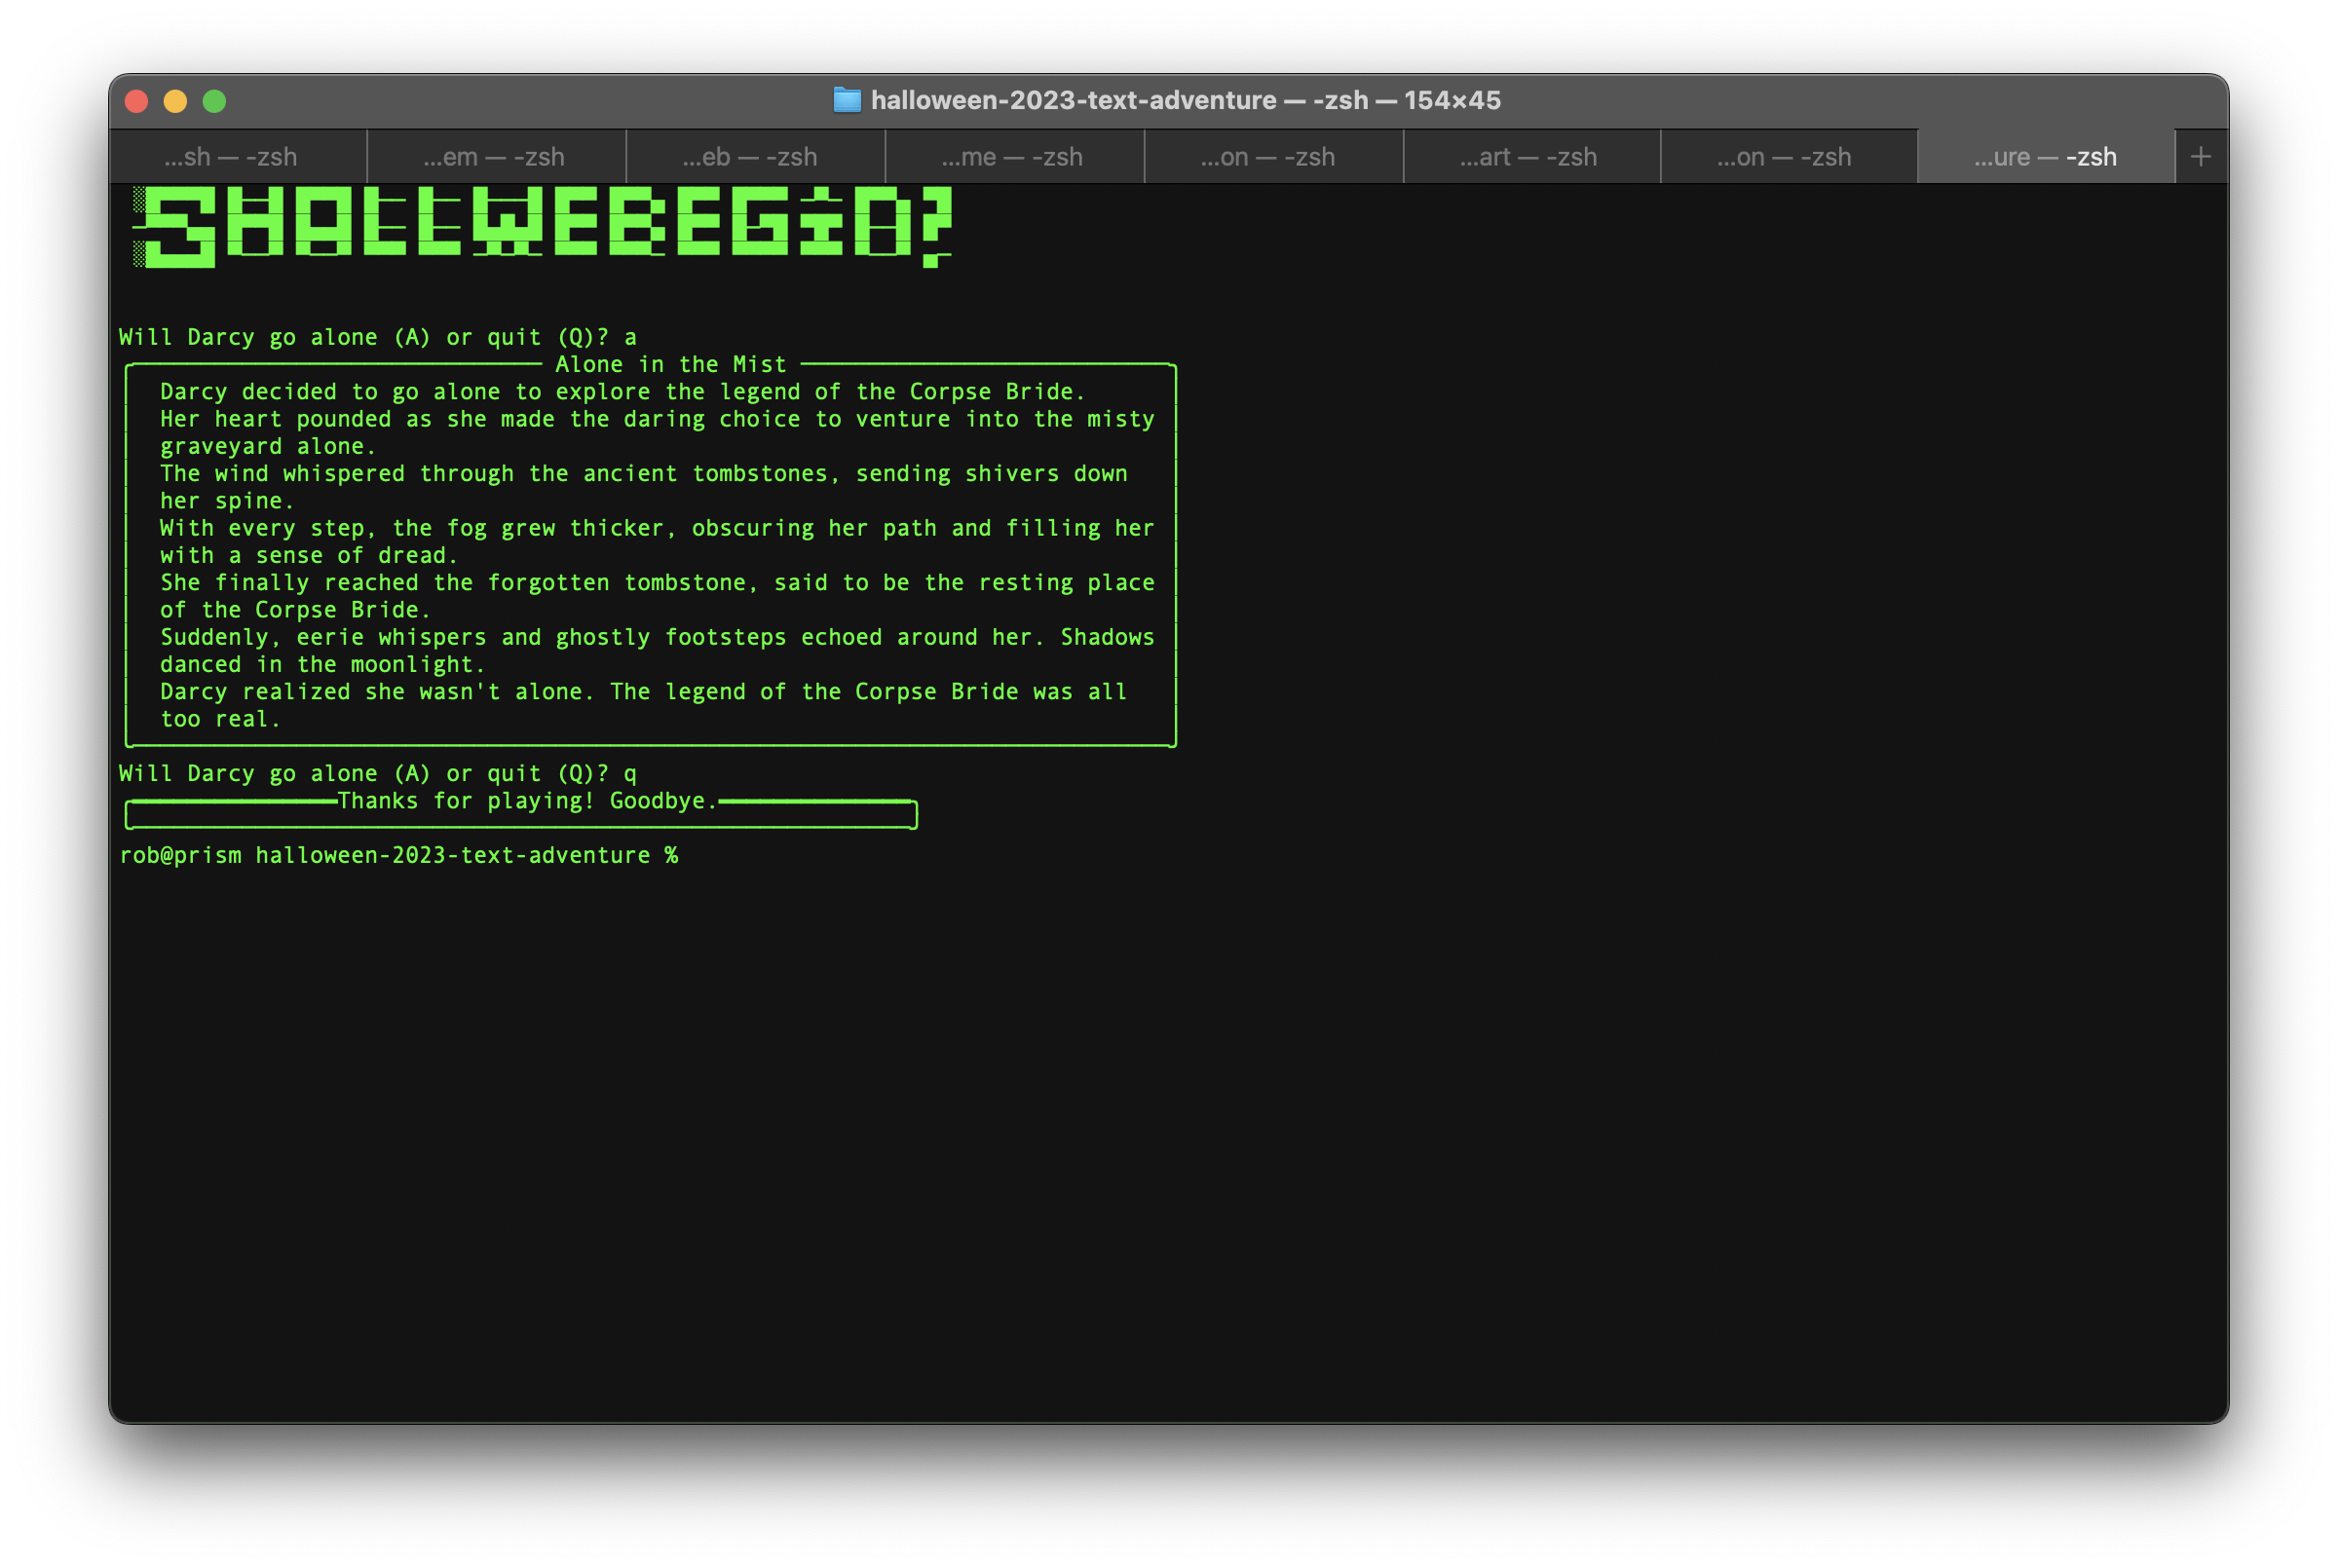 halloween-2023-text-adventure — -zsh — 154×45
...sh — -zsh
...em — -zsh
...eb — -zsh
...me — -zsh
...on — -zsh
...art — -zsh
...on — -zsh
...ure — -zsh
+
SHALL WE BEGIN?
Will Darcy go alone (A) or quit (Q)? a
Alone in the Mist
Darcy decided to go alone to explore the legend of the Corpse Bride.
Her heart pounded as she made the daring choice to venture into the misty
graveyard alone.
The wind whispered through the ancient tombstones, sending shivers down
her spine.
With every step, the fog grew thicker, obscuring her path and filling her
with a sense of dread.
She finally reached the forgotten tombstone, said to be the resting place
of the Corpse Bride.
Suddenly, eerie whispers and ghostly footsteps echoed around her. Shadows
danced in the moonlight.
Darcy realized she wasn't alone. The legend of the Corpse Bride was all
too real.
Will Darcy go alone (A) or quit (Q)? q
Thanks for playing! Goodbye.
rob@prism halloween-2023-text-adventure %